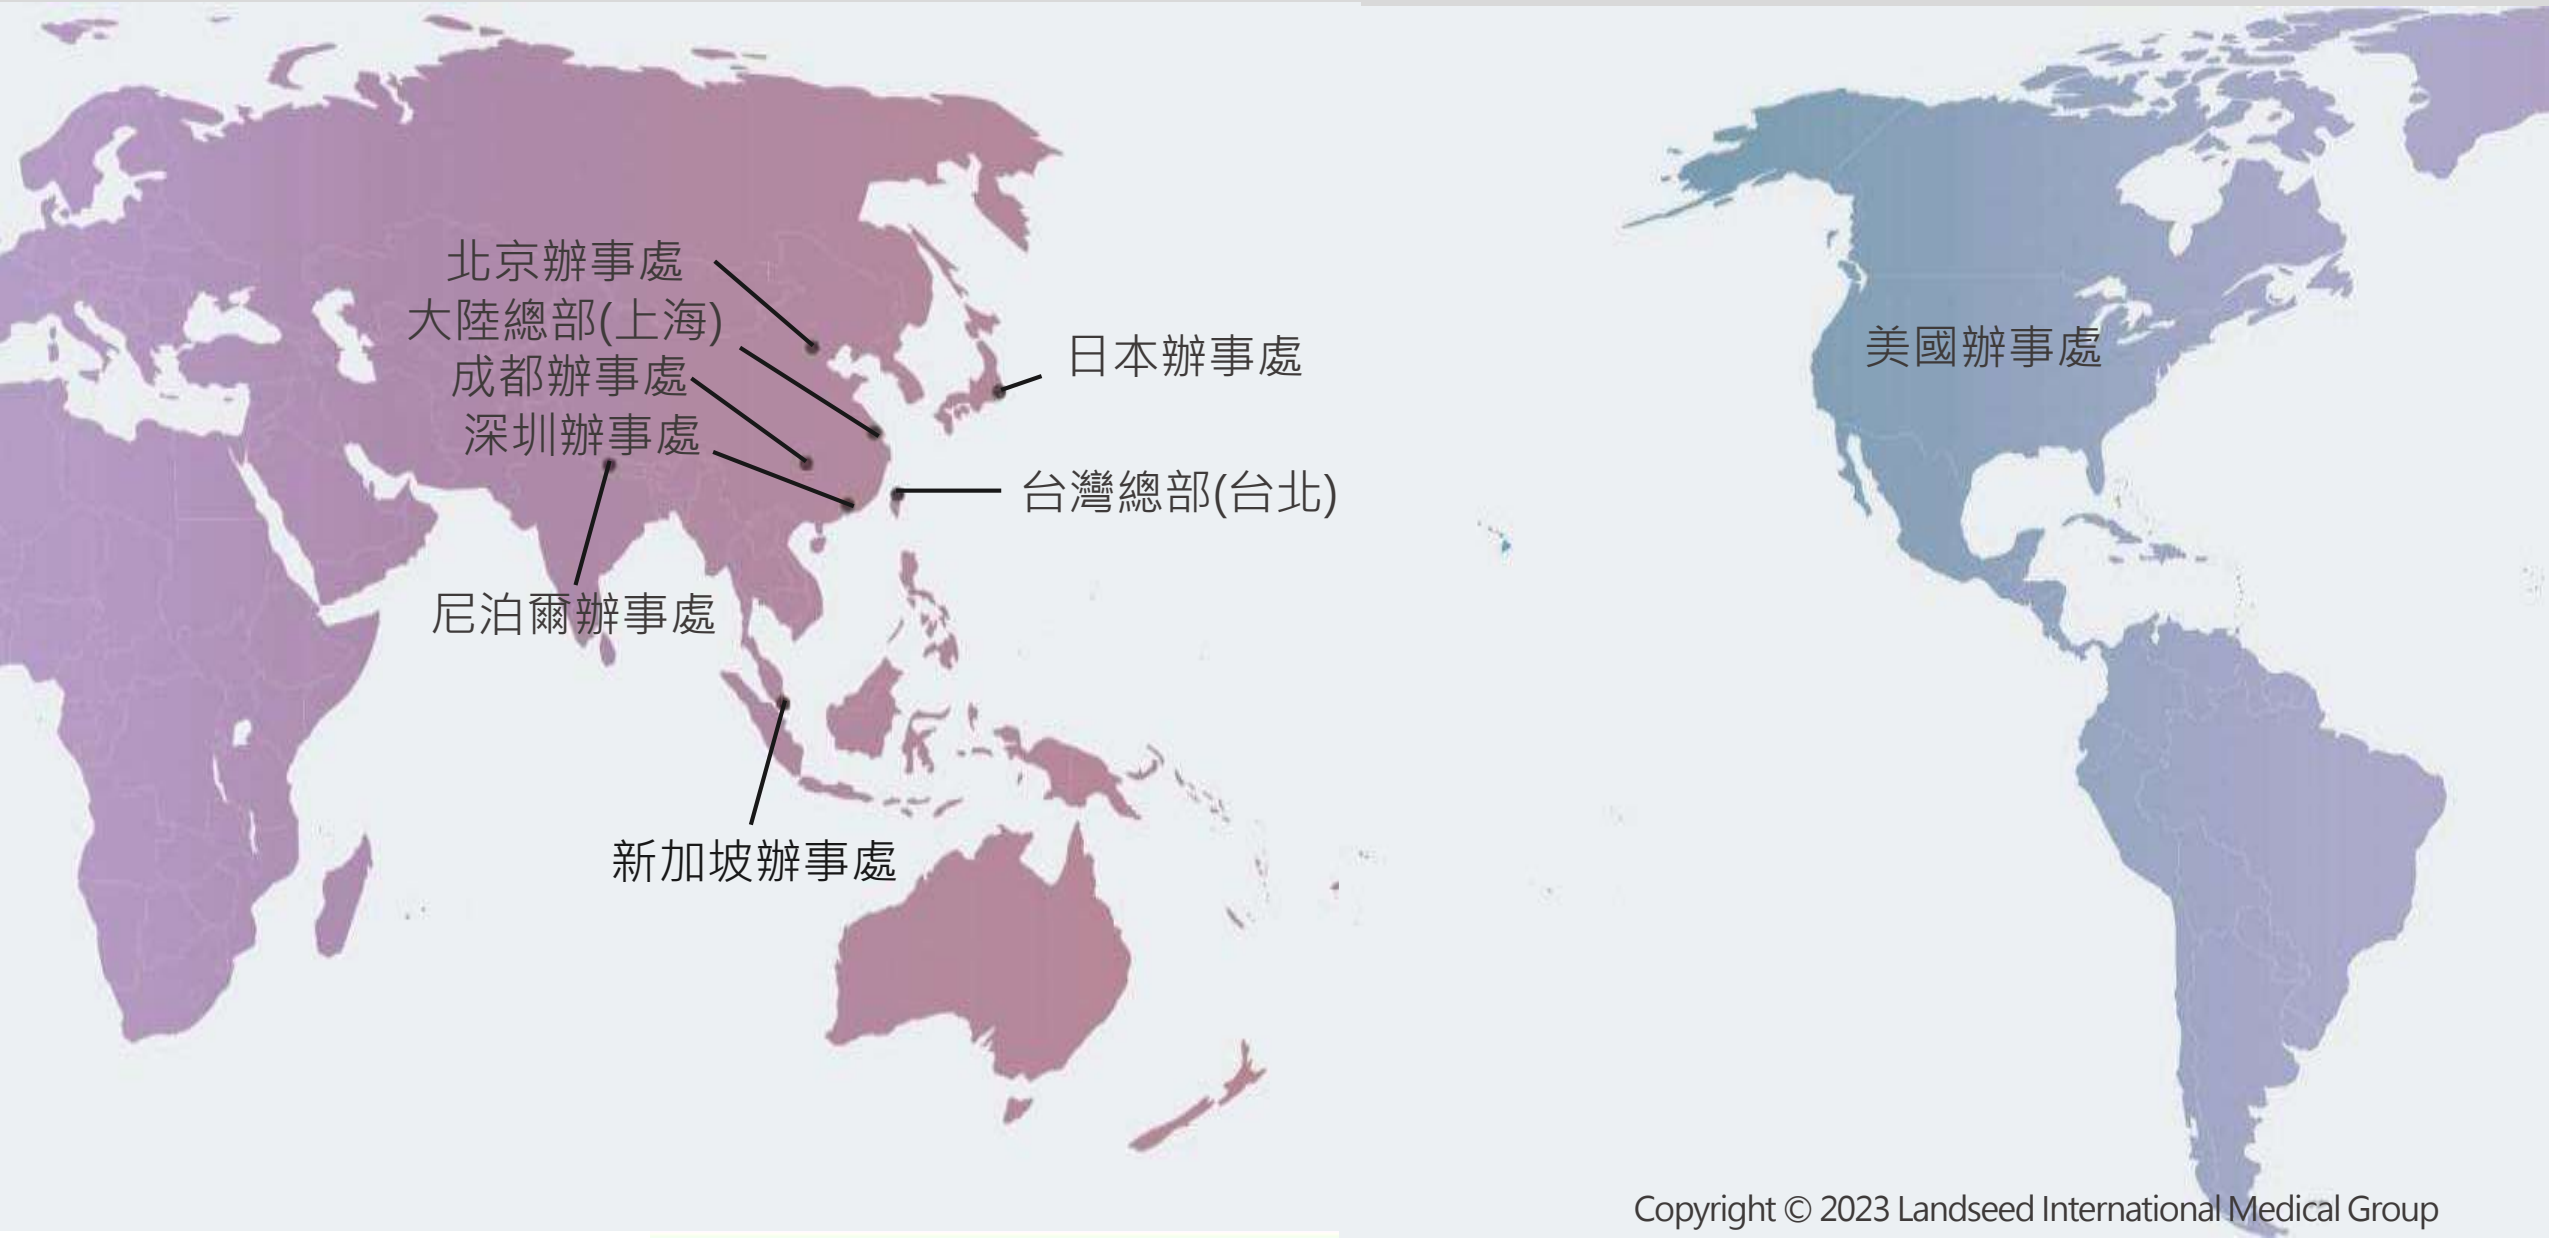 北京辦事處
大陸總部(上海)
成都辦事處
深圳辦事處
日本辦事處
美國辦事處
台灣總部(台北)
尼泊爾辦事處
新加坡辦事處
Copyright © 2023 Landseed International Medical Group